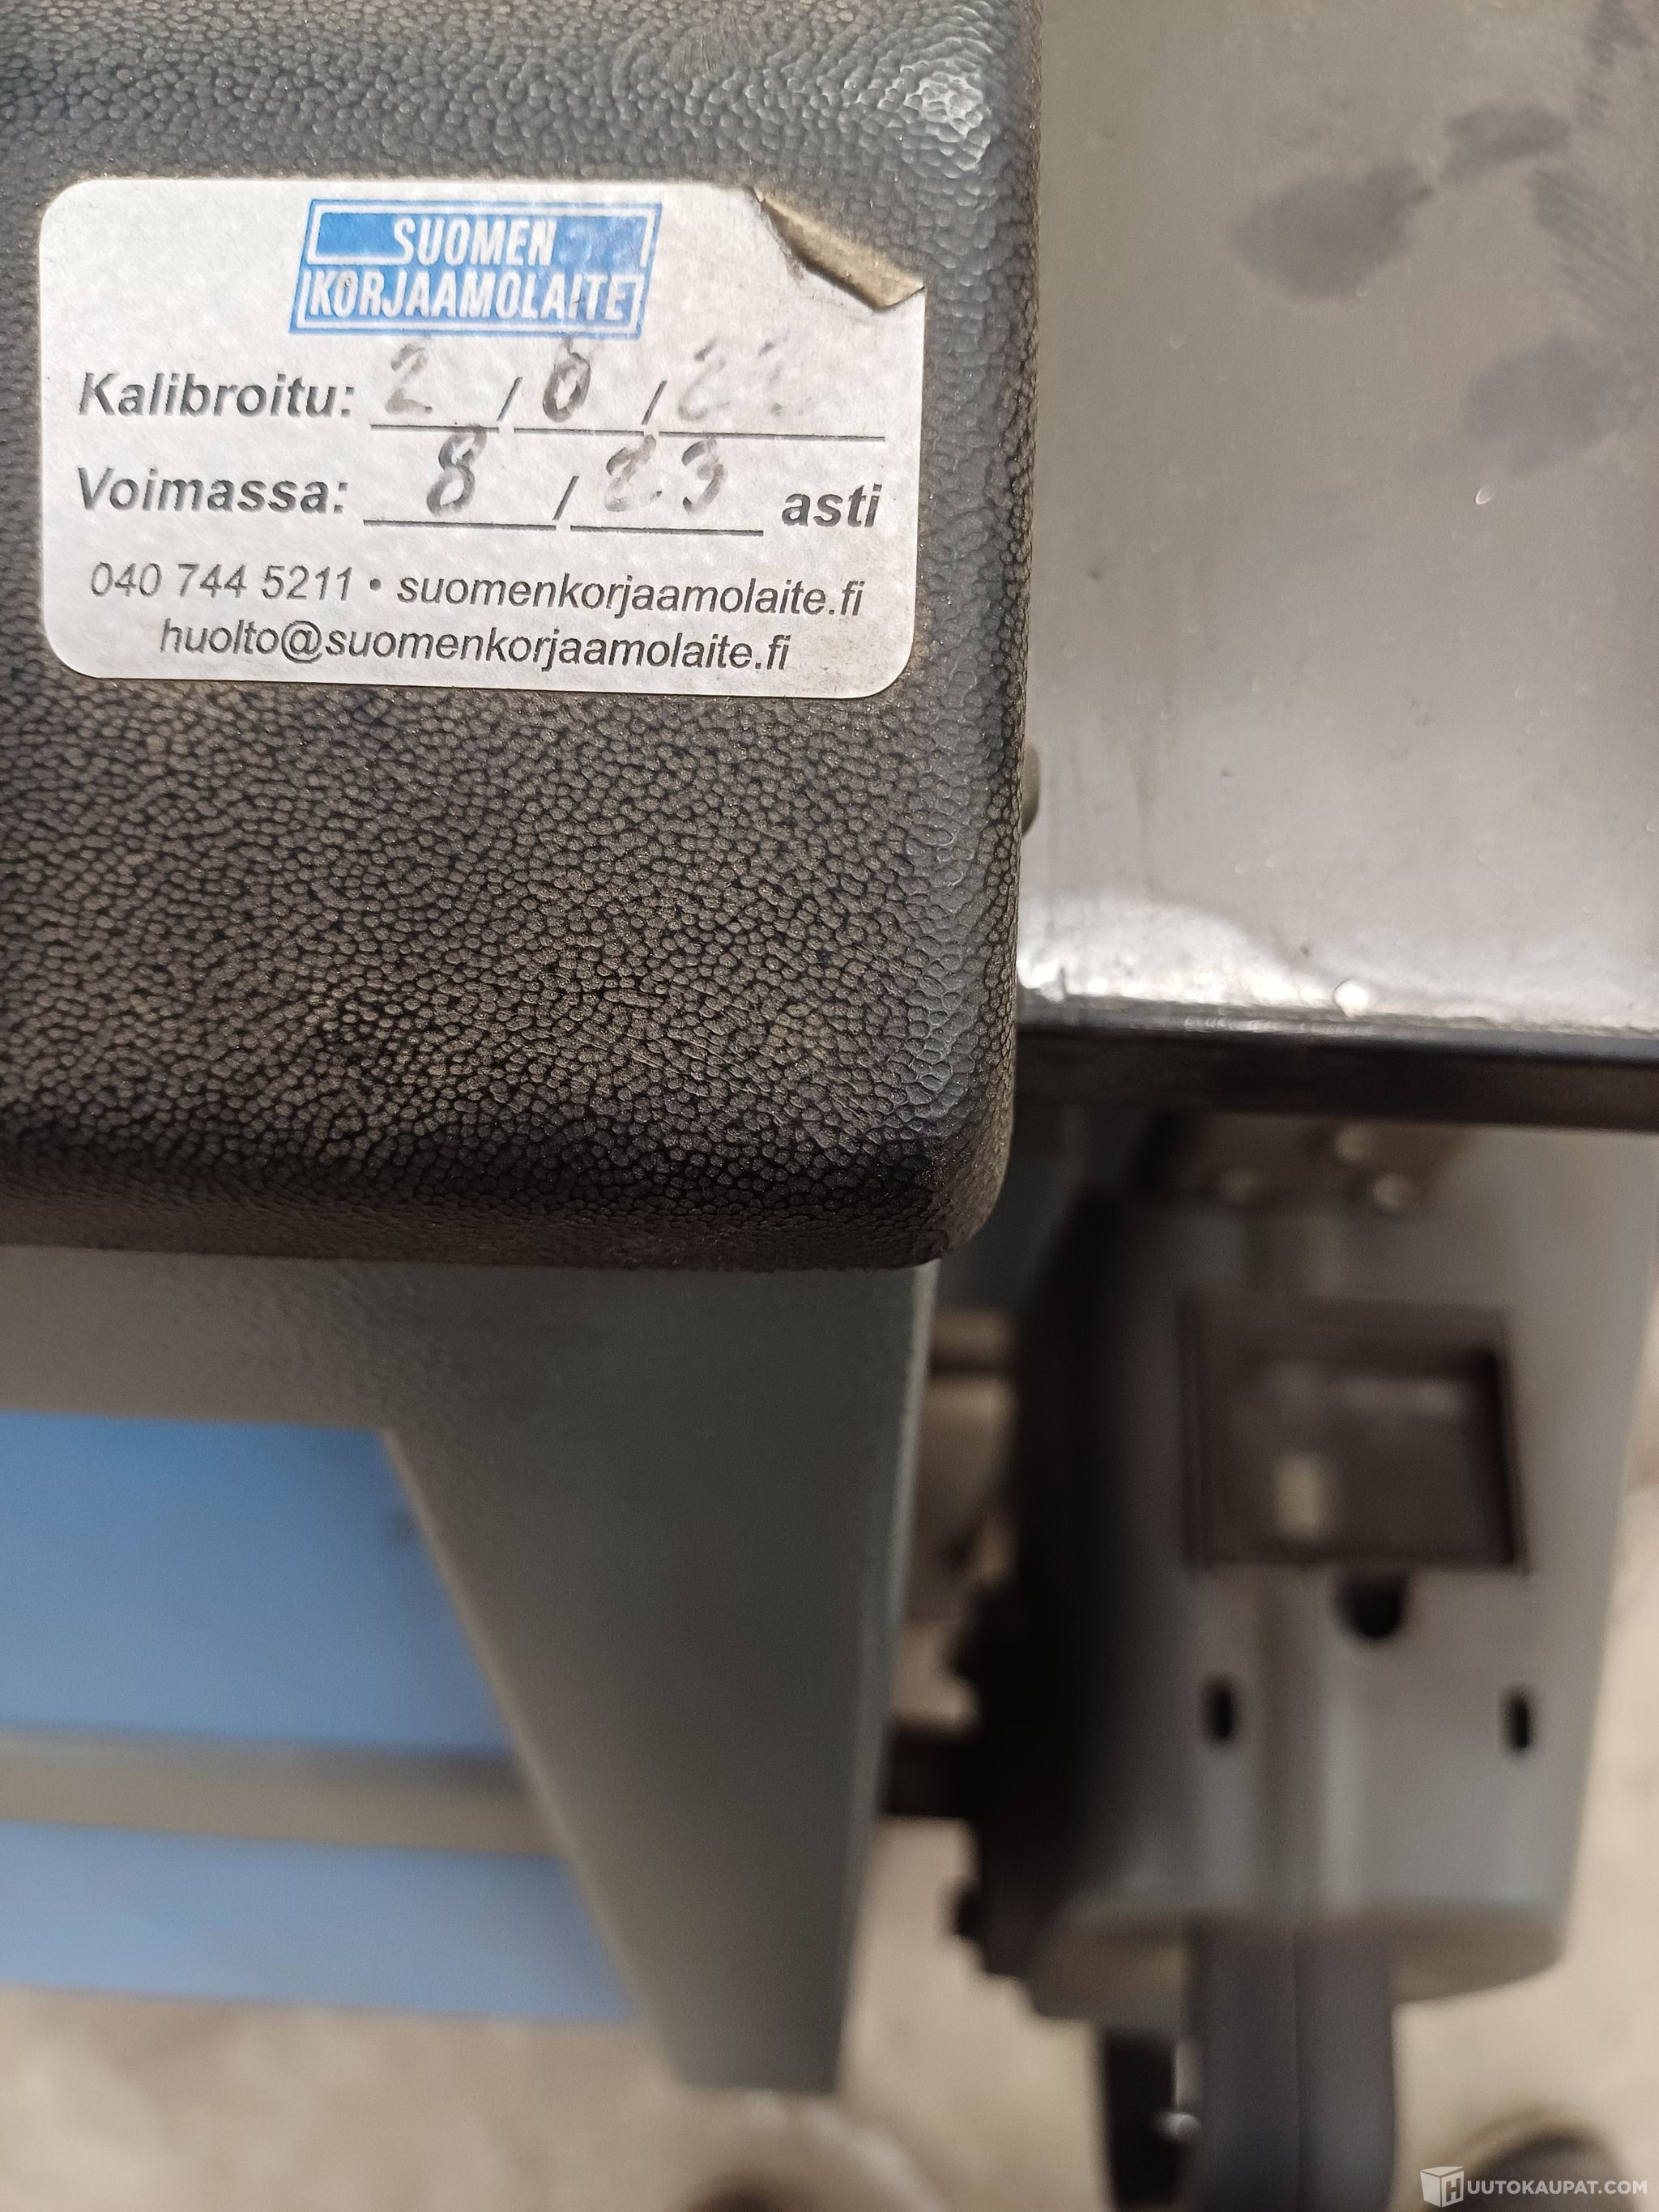 SUOMEN
KORJAAMOLAITE
Kalibroitu: 2 / 8 / 22
Voimassa: 8 / 23 asti
040 744 5211 • suomenkorjaamolaite.fi
huolto@suomenkorjaamolaite.fi
HUUTOKAUPAT.COM